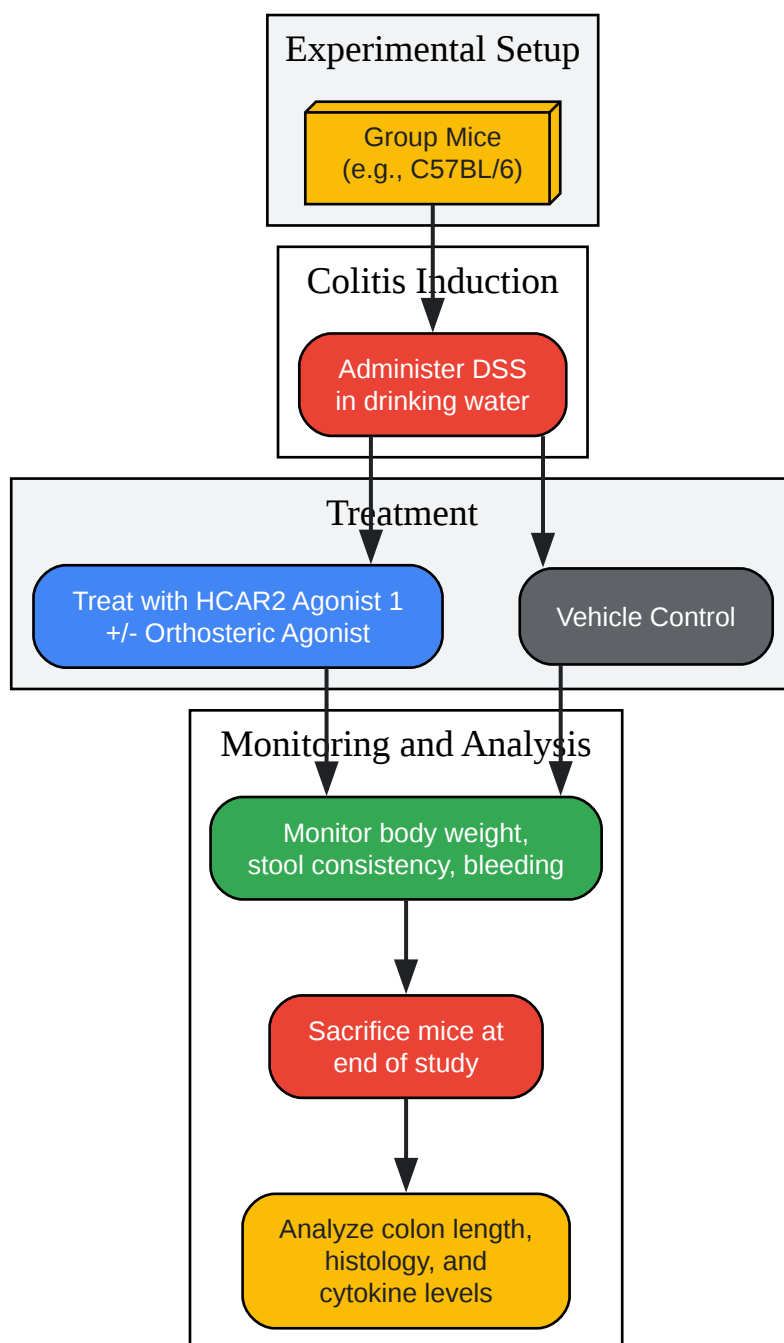 Experimental Setup
Group Mice
(e.g., C57BL/6)
Colitis Induction
Administer DSS
in drinking water
Treatment
Treat with HCAR2 Agonist 1
+/- Orthosteric Agonist
Vehicle Control
Monitoring and Analysis
Monitor body weight,
stool consistency, bleeding
Sacrifice mice at
end of study
Analyze colon length,
histology, and
cytokine levels